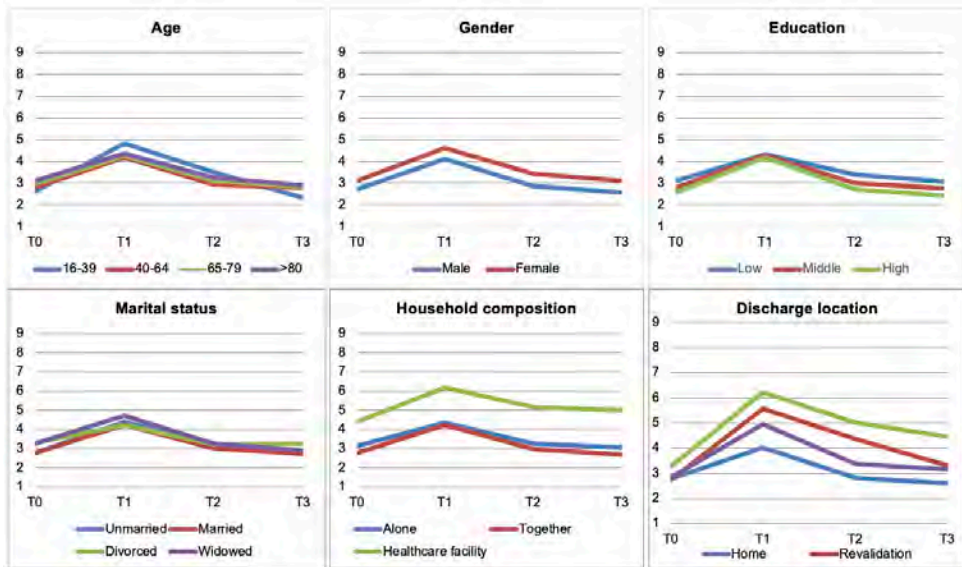 Age
9
8
7
6
5
4
3
2
1
T0 T1 T2 T3
16-39 40-64 65-79 >80
Gender
9
8
7
6
5
4
3
2
1
T0 T1 T2 T3
Male Female
Education
9
8
7
6
5
4
3
2
1
T0 T1 T2 T3
Low Middle High
Marital status
9
8
7
6
5
4
3
2
1
T0 T1 T2 T3
Unmarried Married
Divorced Widowed
Household composition
9
8
7
6
5
4
3
2
1
T0 T1 T2 T3
Alone Together
Healthcare facility
Discharge location
9
8
7
6
5
4
3
2
1
T0 T1 T2 T3
Home Revalidation